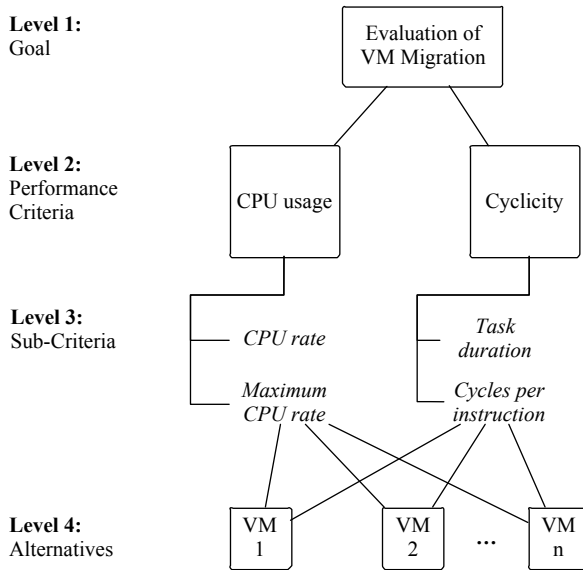 Level 1:
Goal
Evaluation of
VM Migration
Level 2:
Performance
Criteria
CPU usage
Cyclicity
Level 3:
Sub-Criteria
CPU rate
Task
duration
Maximum
CPU rate
Cycles per
instruction
Level 4:
Alternatives
VM
1
VM
2
...
VM
n